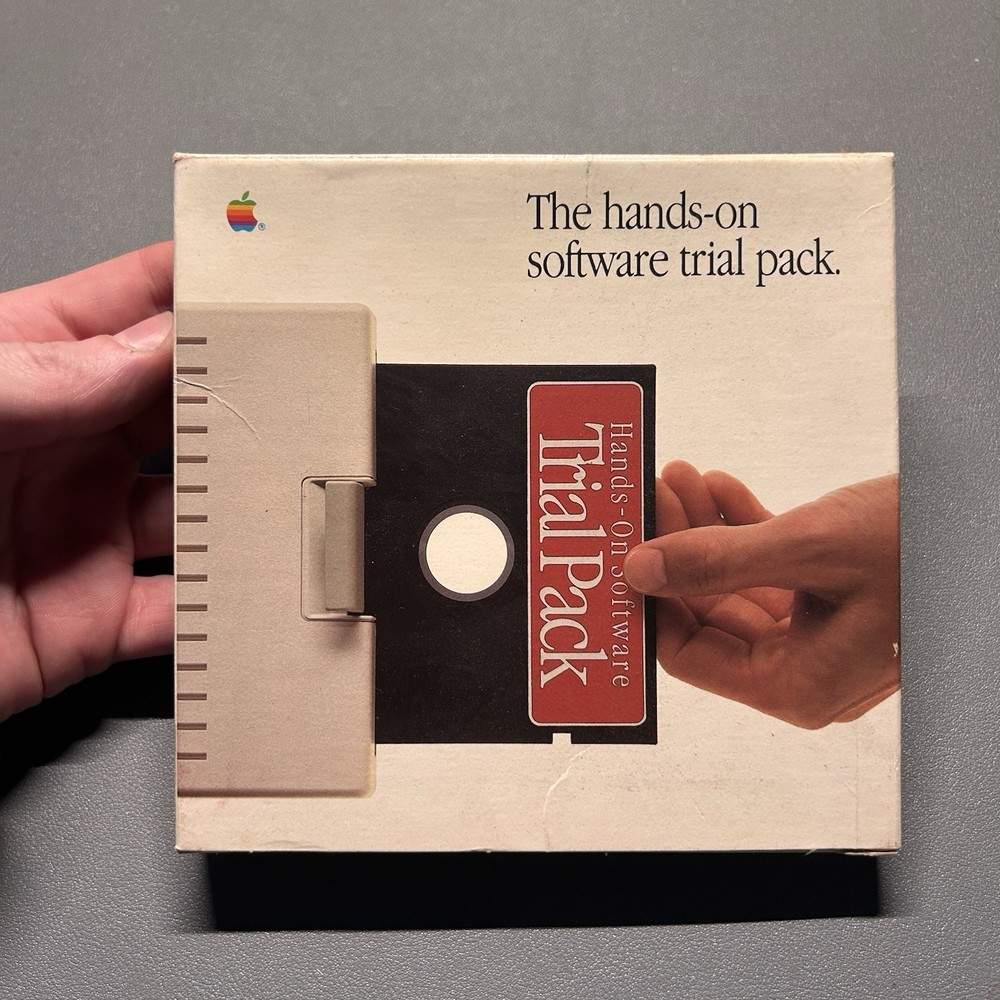 The hands-on
software trial pack.
Hands-On Software
Trial Pack
®